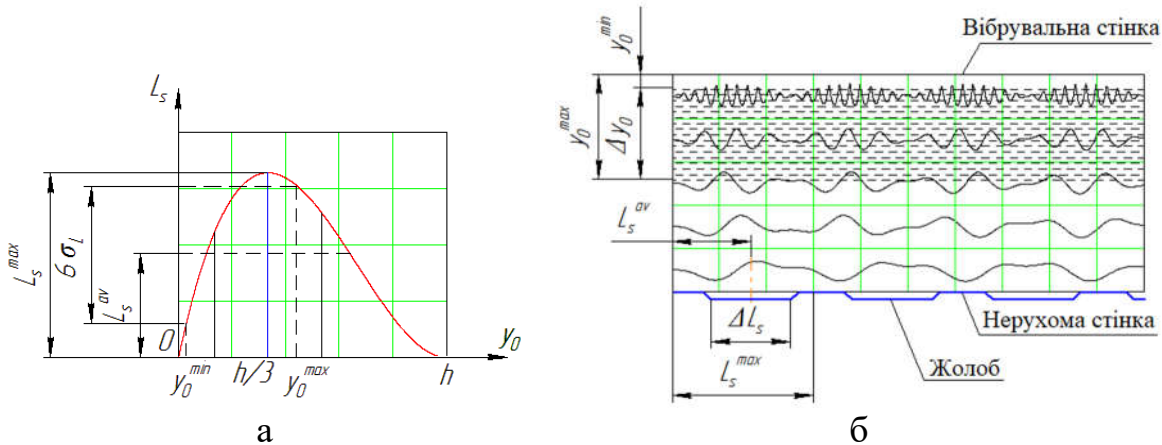 L_s
L_s^max
6σ_L
L_s^av
0
y_0^min
h/3
y_0^max
h
y_0
а
y_0^min
Вібрувальна стінка
y_0^max
Δy_0
L_s^av
ΔL_s
Нерухома стінка
L_s^max
Жолоб
б